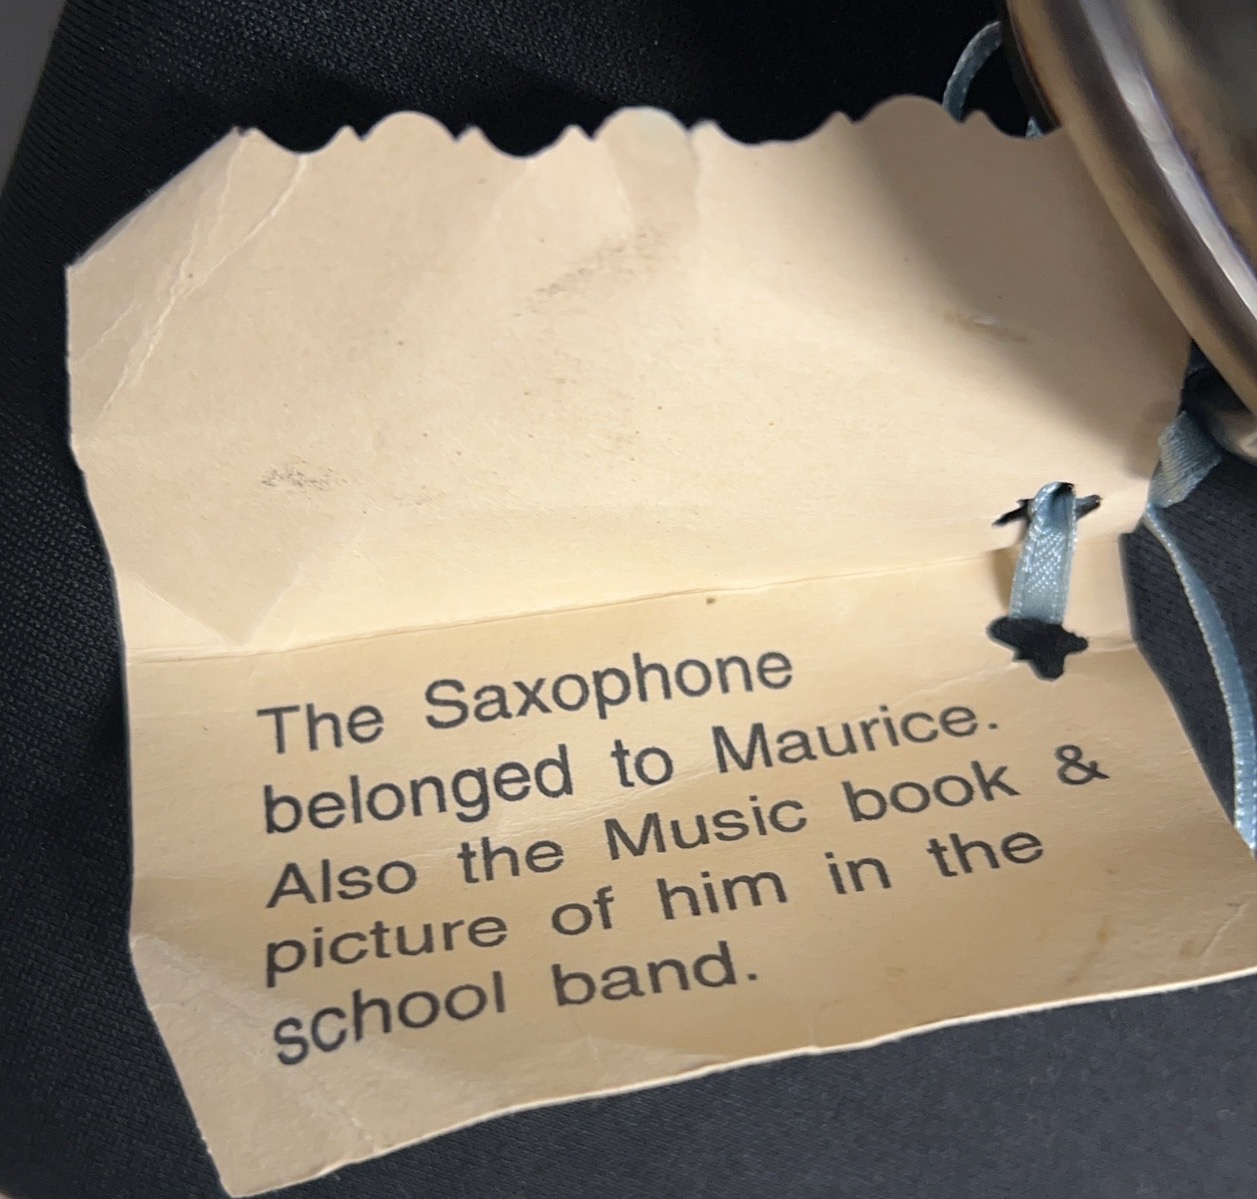 The Saxophone
belonged to Maurice.
Also the Music book &
picture of him in the
school band.